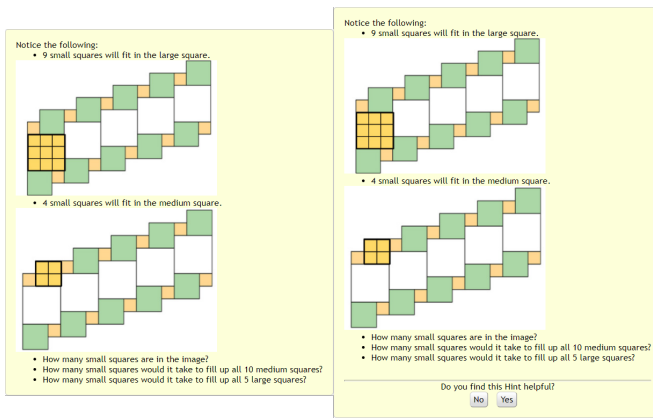 Notice the following:
• 9 small squares will fit in the large square.
• 4 small squares will fit in the medium square.
• How many small squares are in the image?
• How many small squares would it take to fill up all 10 medium squares?
• How many small squares would it take to fill up all 5 large squares?
Notice the following:
• 9 small squares will fit in the large square.
• 4 small squares will fit in the medium square.
• How many small squares are in the image?
• How many small squares would it take to fill up all 10 medium squares?
• How many small squares would it take to fill up all 5 large squares?
Do you find this Hint helpful?
No Yes